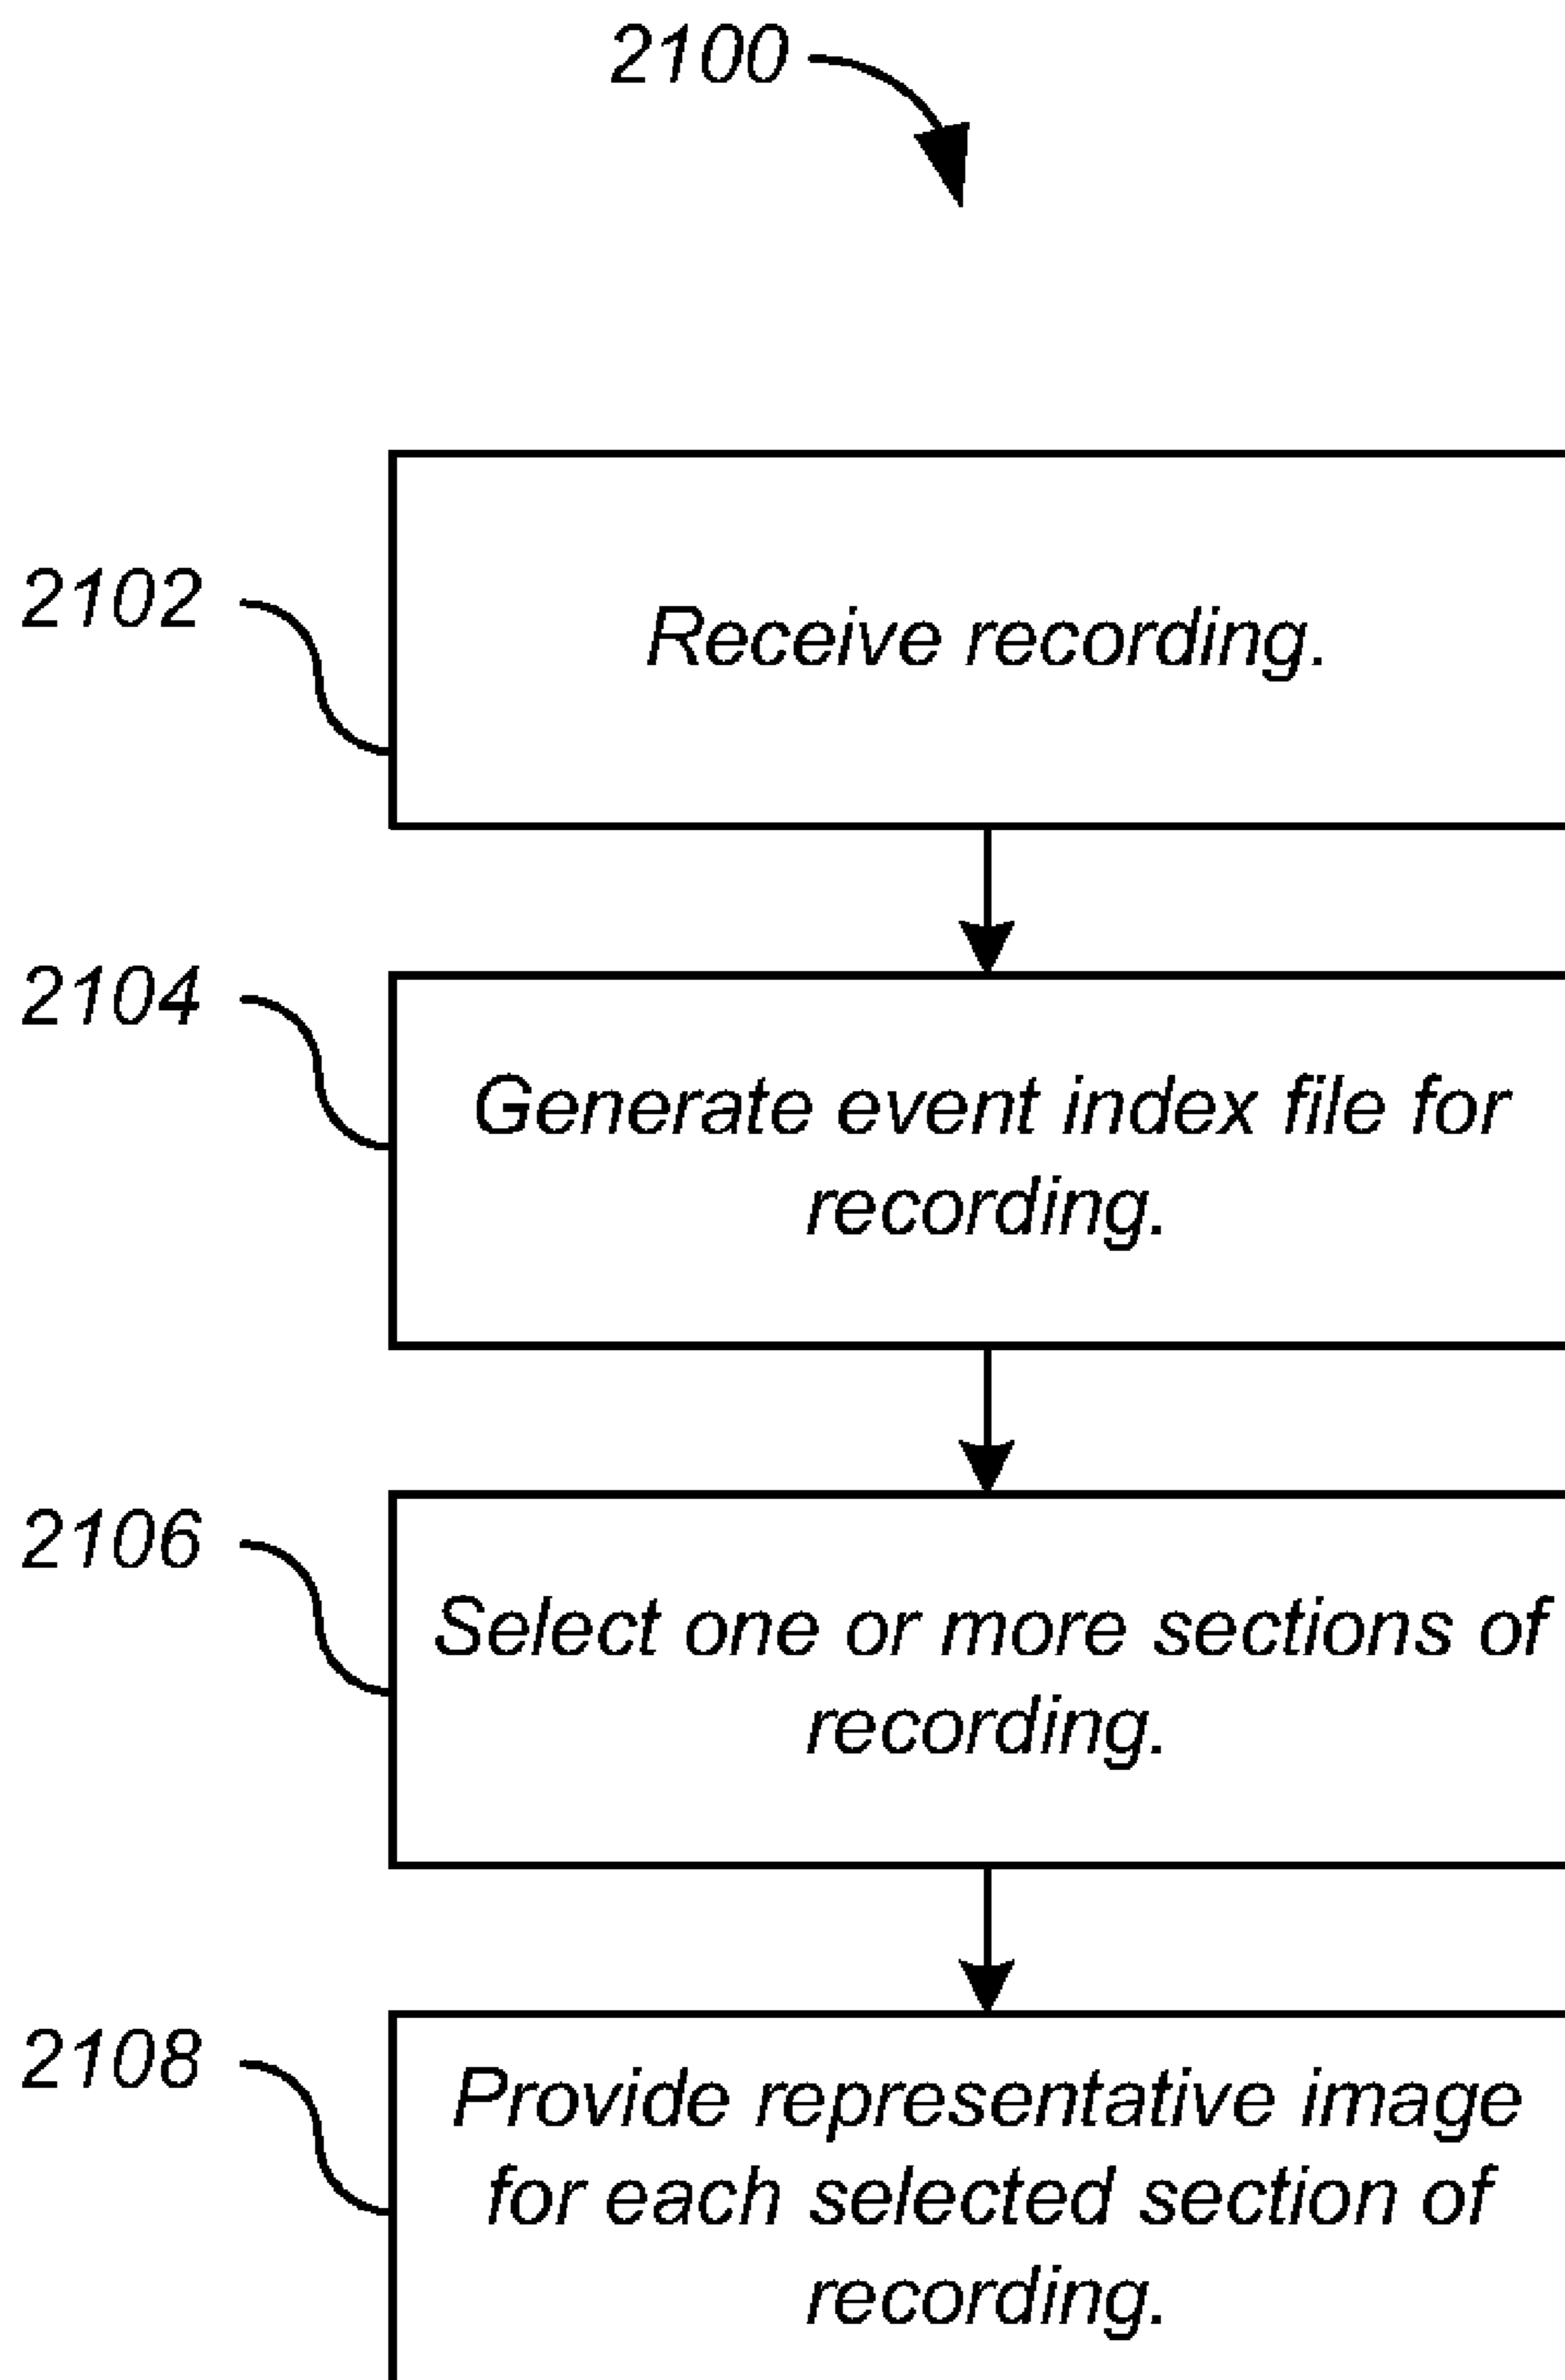 2100
2102
Receive recording.
2104
Generate event index file for
recording.
2106
Select one or more sections of
recording.
2108
Provide representative image
for each selected section of
recording.